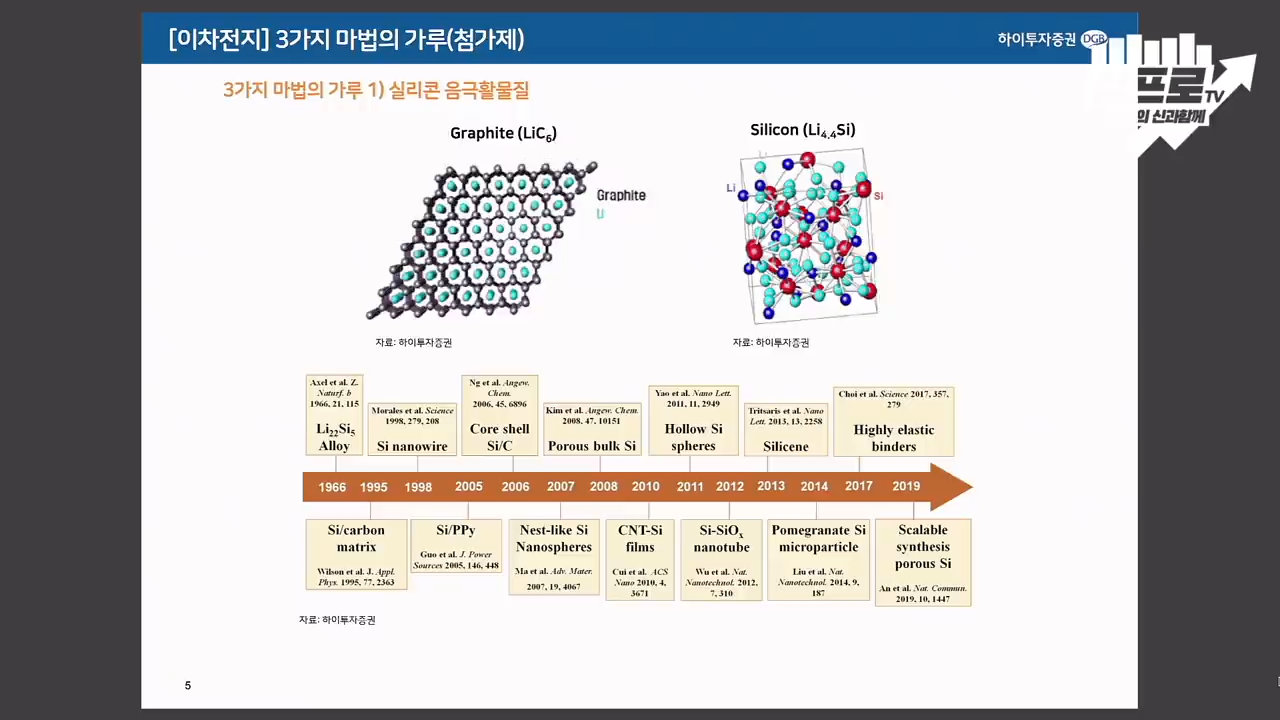 [이차전지] 3가지 마법의 가루(첨가제)
하이투자증권 DGB
프로TV
의 신과함께
3가지 마법의 가루 1) 실리콘 음극활물질
Graphite (LiC6)
Silicon (Li4.4Si)
Graphite
Li
Li
Si
자료: 하이투자증권
자료: 하이투자증권
Axel et al. Z.
Naturf. b
1966, 21, 115
Li22Si5
Alloy
Morales et al. Science
1998, 279, 208
Si nanowire
Ng et al. Angew.
Chem.
2006, 45, 6896
Core shell
Si/C
Kim et al. Angew. Chem.
2008, 47, 10151
Porous bulk Si
Yao et al. Nano Lett.
2011, 11, 2949
Hollow Si
spheres
Tritsaris et al. Nano
Lett. 2013, 13, 2258
Silicene
Choi et al. Science 2017, 357,
279
Highly elastic
binders
1966 1995 1998 2005 2006 2007 2008 2010 2011 2012 2013 2014 2017 2019
Si/carbon
matrix
Wilson et al. J. Appl.
Phys. 1995, 77, 2363
Si/PPy
Guo et al. J. Power
Sources 2005, 146, 448
Nest-like Si
Nanospheres
Ma et al. Adv. Mater.
2007, 19, 4067
CNT-Si
films
Cui et al. ACS
Nano 2010, 4,
3671
Si-SiOx
nanotube
Wu et al. Nat.
Nanotechnol. 2012,
7, 310
Pomegranate Si
microparticle
Liu et al. Nat.
Nanotechnol. 2014, 9,
187
Scalable
synthesis
porous Si
An et al. Nat. Commun.
2019, 10, 1447
자료: 하이투자증권
5